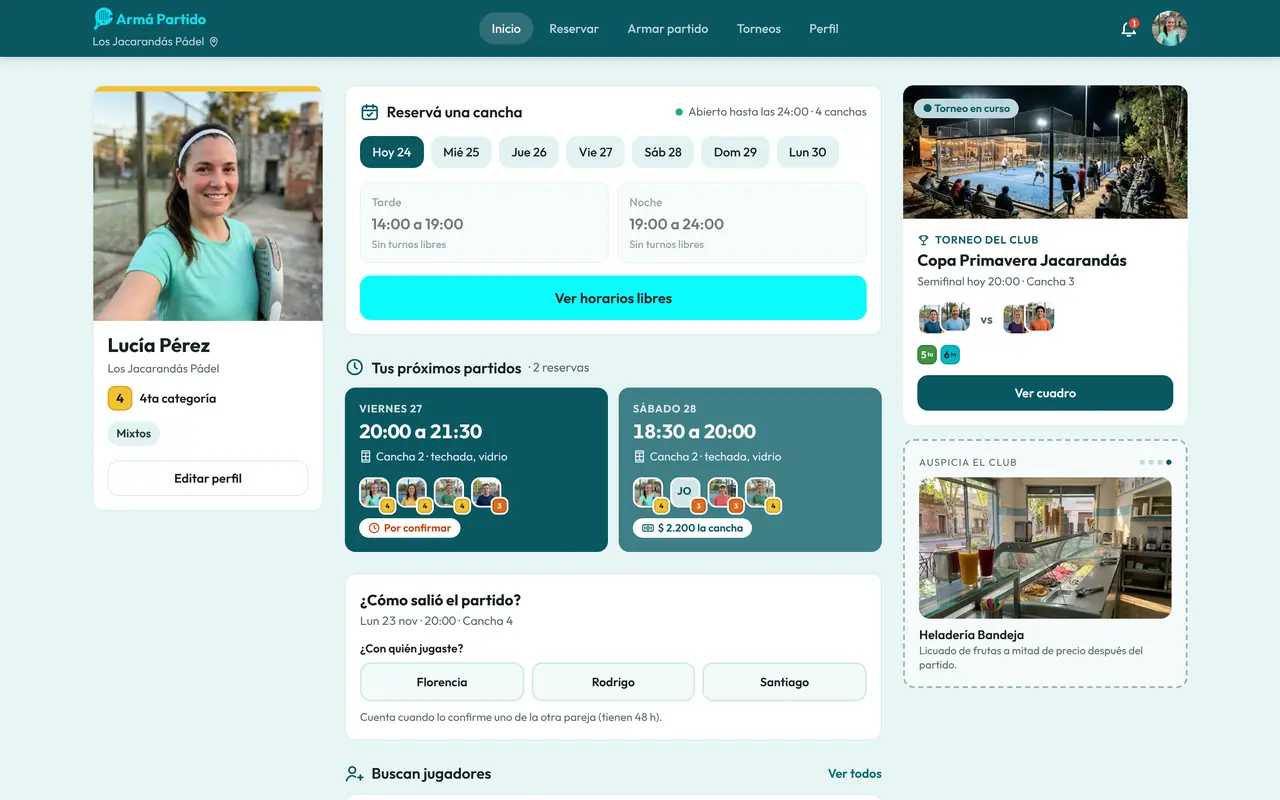 Armá Partido
Los Jacarandás Pádel
Inicio
Reservar
Armar partido
Torneos
Perfil
1
Lucía Pérez
Los Jacarandás Pádel
4
4ta categoría
Mixtos
Editar perfil
Reservá una cancha
Abierto hasta las 24:00 · 4 canchas
Hoy 24
Mié 25
Jue 26
Vie 27
Sáb 28
Dom 29
Lun 30
Tarde
14:00 a 19:00
Sin turnos libres
Noche
19:00 a 24:00
Sin turnos libres
Ver horarios libres
Tus próximos partidos · 2 reservas
VIERNES 27
20:00 a 21:30
Cancha 2 · techada, vidrio
4
4
4
3
Por confirmar
SÁBADO 28
18:30 a 20:00
Cancha 2 · techada, vidrio
4
JO
3
3
4
$ 2.200 la cancha
¿Cómo salió el partido?
Lun 23 nov · 20:00 · Cancha 4
¿Con quién jugaste?
Florencia
Rodrigo
Santiago
Cuenta cuando lo confirme uno de la otra pareja (tienen 48 h).
Buscan jugadores
Ver todos
Torneo en curso
TORNEO DEL CLUB
Copa Primavera Jacarandás
Semifinal hoy 20:00 · Cancha 3
vs
5ta
6ta
Ver cuadro
AUSPICIA EL CLUB
Heladería Bandeja
Licuado de frutas a mitad de precio después del
partido.